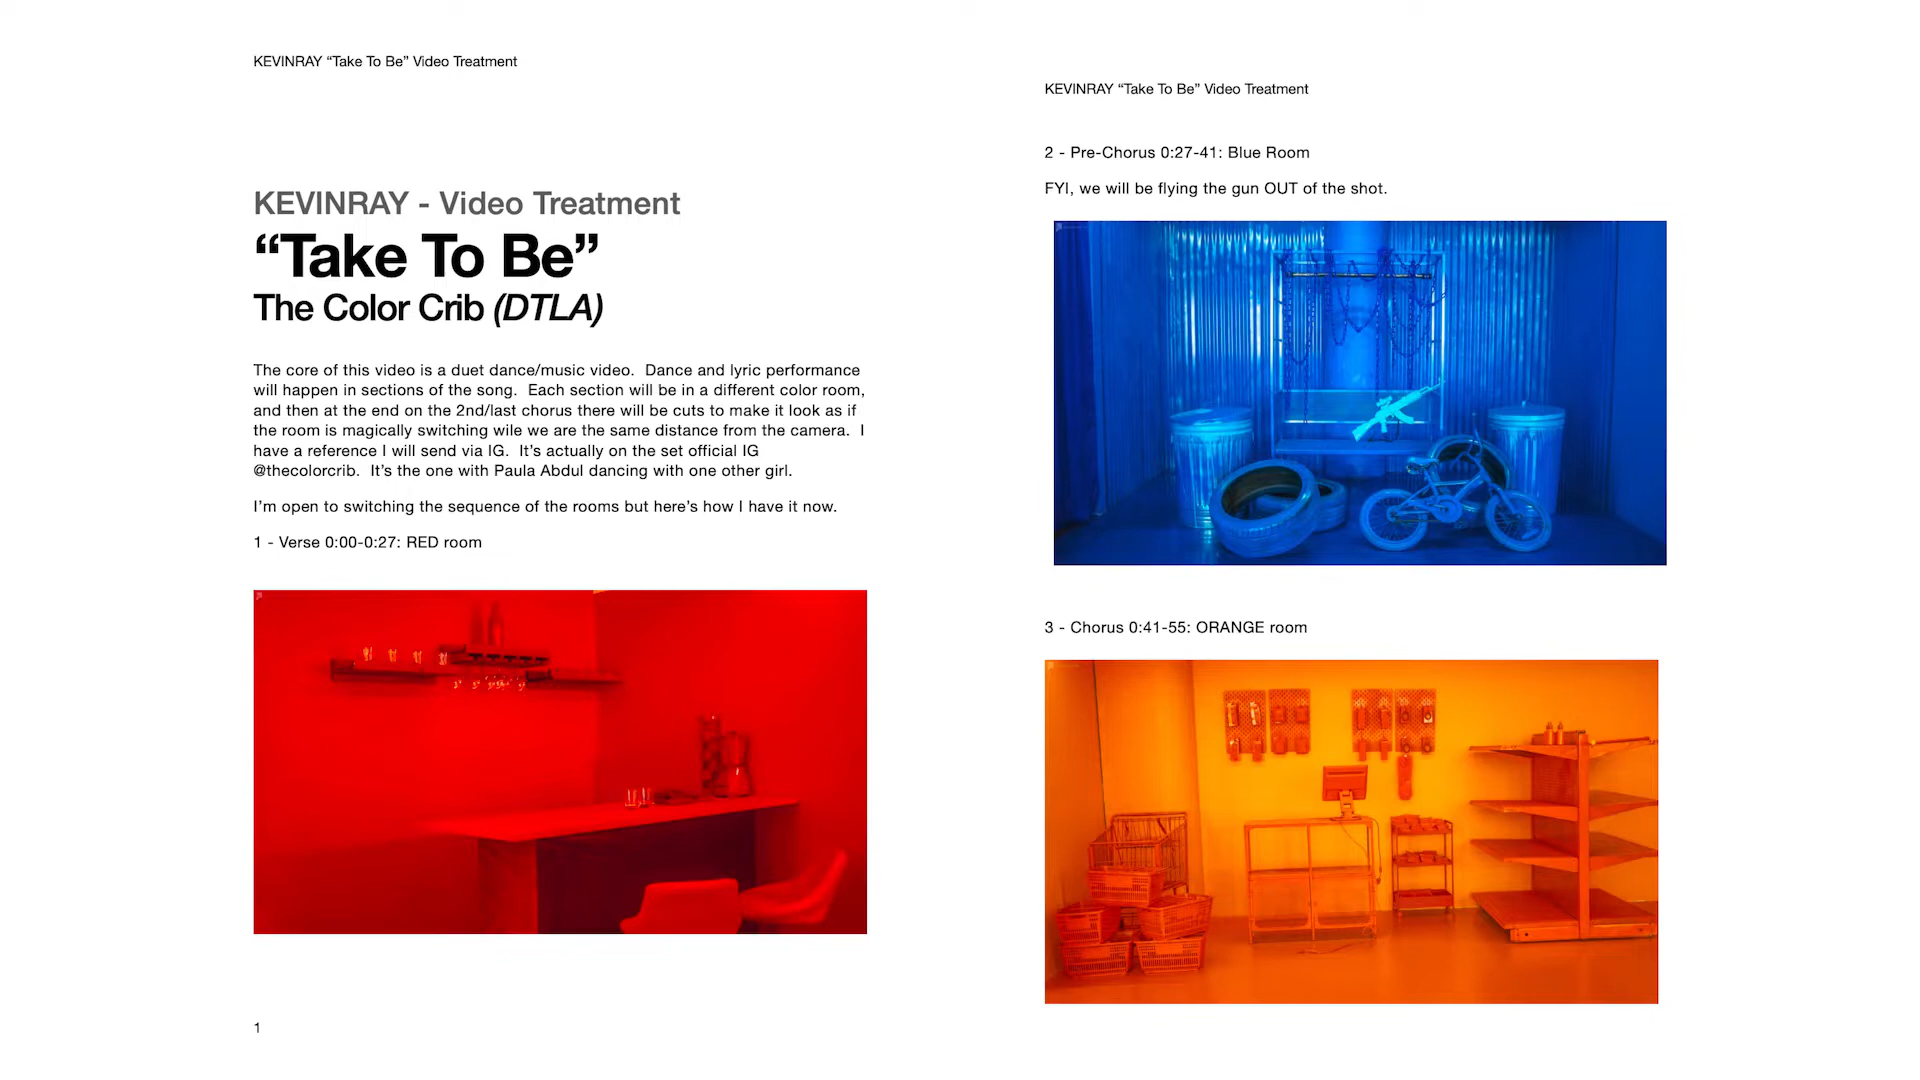 KEVINRAY “Take To Be” Video Treatment
KEVINRAY - Video Treatment
“Take To Be”
The Color Crib (DTLA)
The core of this video is a duet dance/music video.  Dance and lyric performance
will happen in sections of the song.  Each section will be in a different color room,
and then at the end on the 2nd/last chorus there will be cuts to make it look as if
the room is magically switching wile we are the same distance from the camera.  I
have a reference I will send via IG.  It’s actually on the set official IG
@thecolorcrib.  It’s the one with Paula Abdul dancing with one other girl.
I’m open to switching the sequence of the rooms but here’s how I have it now.
1 - Verse 0:00-0:27: RED room
1
KEVINRAY “Take To Be” Video Treatment
2 - Pre-Chorus 0:27-41: Blue Room
FYI, we will be flying the gun OUT of the shot.
3 - Chorus 0:41-55: ORANGE room